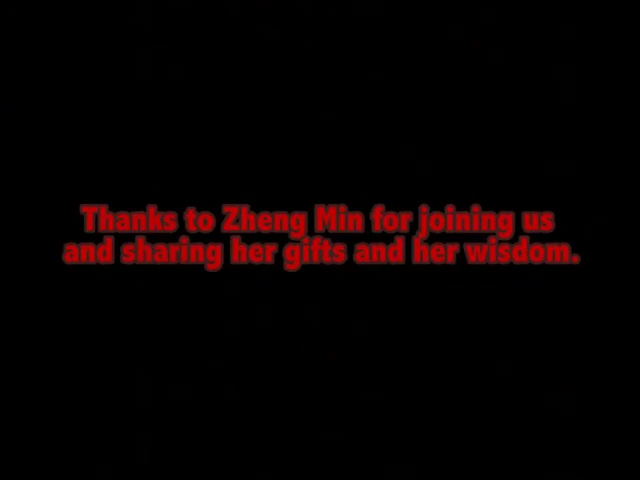 Thanks to Zheng Min for joining us
and sharing her gifts and her wisdom.